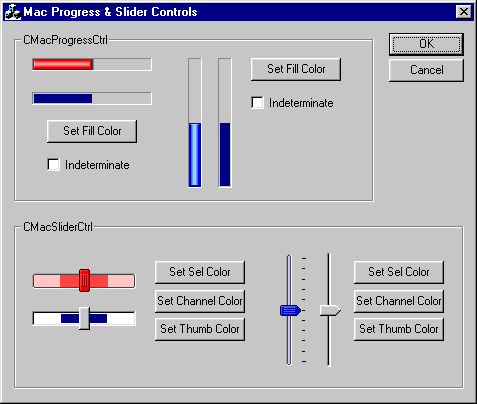 Mac Progress & Slider Controls
CMacProgressCtrl
OK
Cancel
Set Fill Color
Indeterminate
Set Fill Color
Indeterminate
CMacSliderCtrl
Set Sel Color
Set Channel Color
Set Thumb Color
Set Sel Color
Set Channel Color
Set Thumb Color